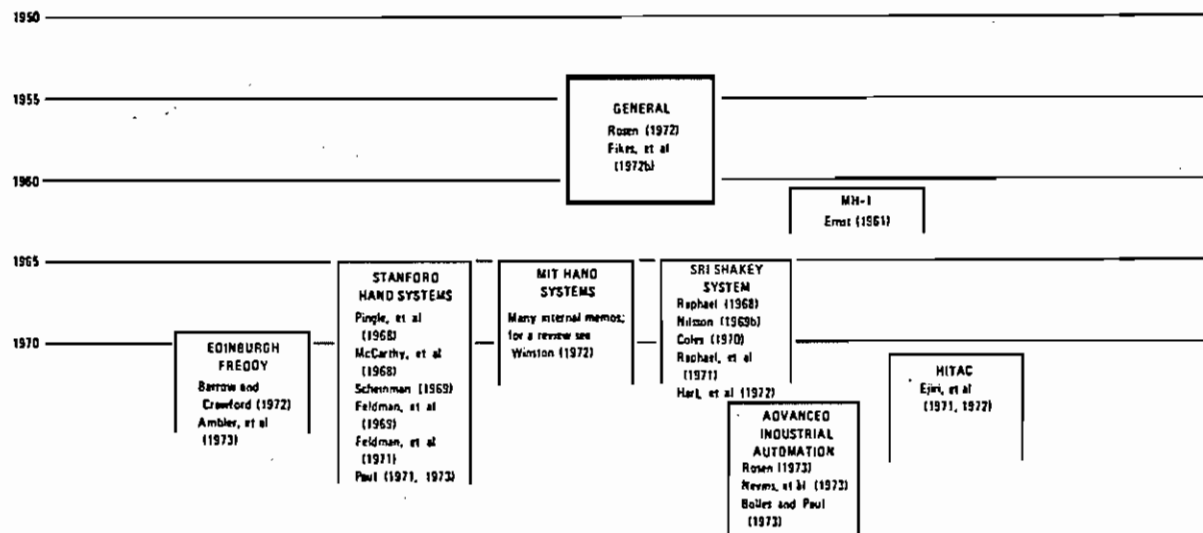 1950
1955
GENERAL
Rosen (1972)
Fikes, et al
(1972b)
1960
MH-1
Ernst (1961)
1965
STANFORD
HAND SYSTEMS
Pingle, et al
(1968)
McCarthy, et al
(1968)
Scheinman (1969)
Feldman, et al
(1969)
Feldman, et al
(1971)
Paul (1971, 1973)
MIT HAND
SYSTEMS
Many internal memos;
for a review see
Winston (1972)
SRI SHAKEY
SYSTEM
Raphael (1968)
Nilsson (1969b)
Coles (1970)
Raphael, et al
(1971)
Hart, et al (1972)
1970
EDINBURGH
FREDDY
Barrow and
Crawford (1972)
Ambler, et al
(1973)
HITAC
Ejiri, et al
(1971, 1972)
ADVANCED
INDUSTRIAL
AUTOMATION
Rosen (1973)
Nevins, et al (1973)
Bolles and Paul
(1973)